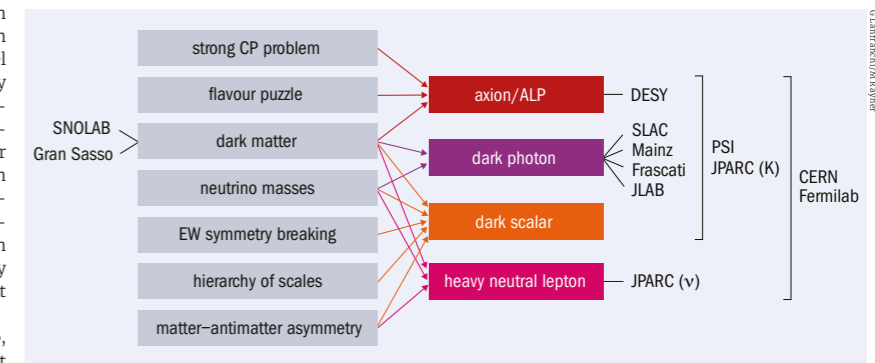 strong CP problem
flavour puzzle
dark matter
neutrino masses
EW symmetry breaking
hierarchy of scales
matter–antimatter asymmetry
SNOLAB
Gran Sasso
axion/ALP
dark photon
dark scalar
heavy neutral lepton
DESY
SLAC
Mainz
Frascati
JLAB
JPARC (ν)
PSI
JPARC (K)
CERN
Fermilab
G Lanfranchi/M Rayner